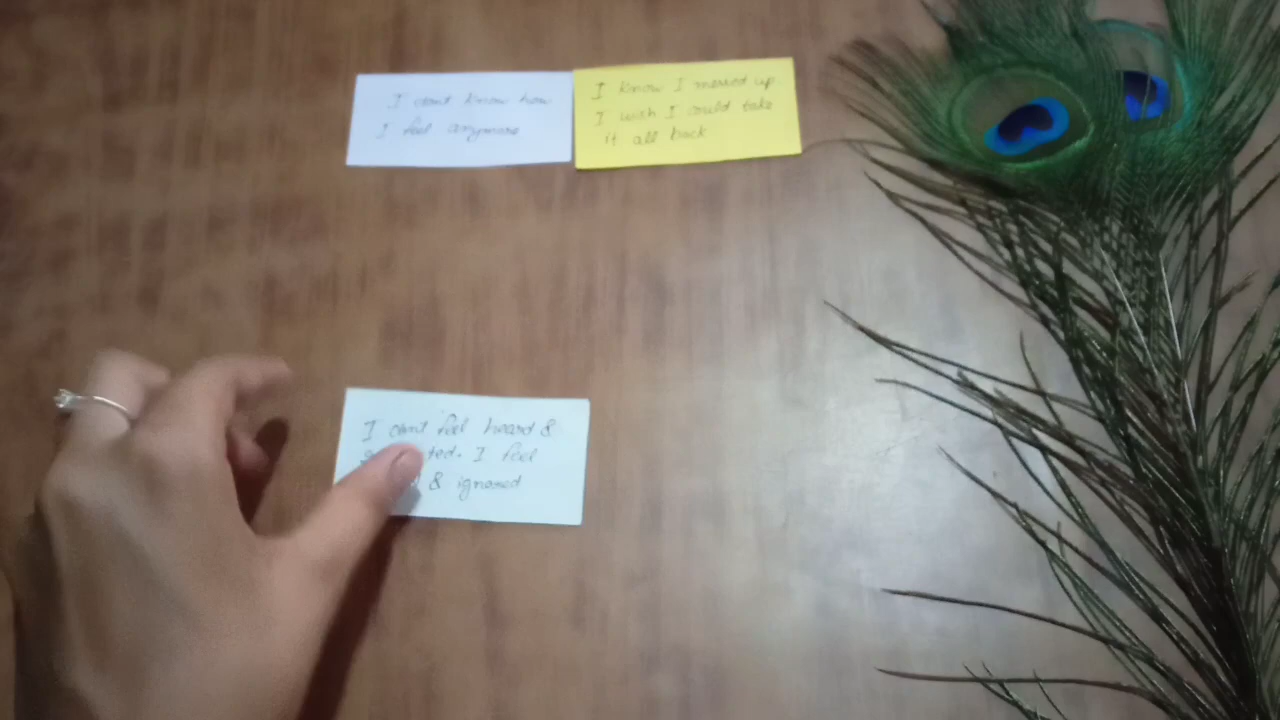 I dont know how
I feel anymore
I know I messed up
I wish I could take
it all back
I dont feel heard &
I feel
& ignored